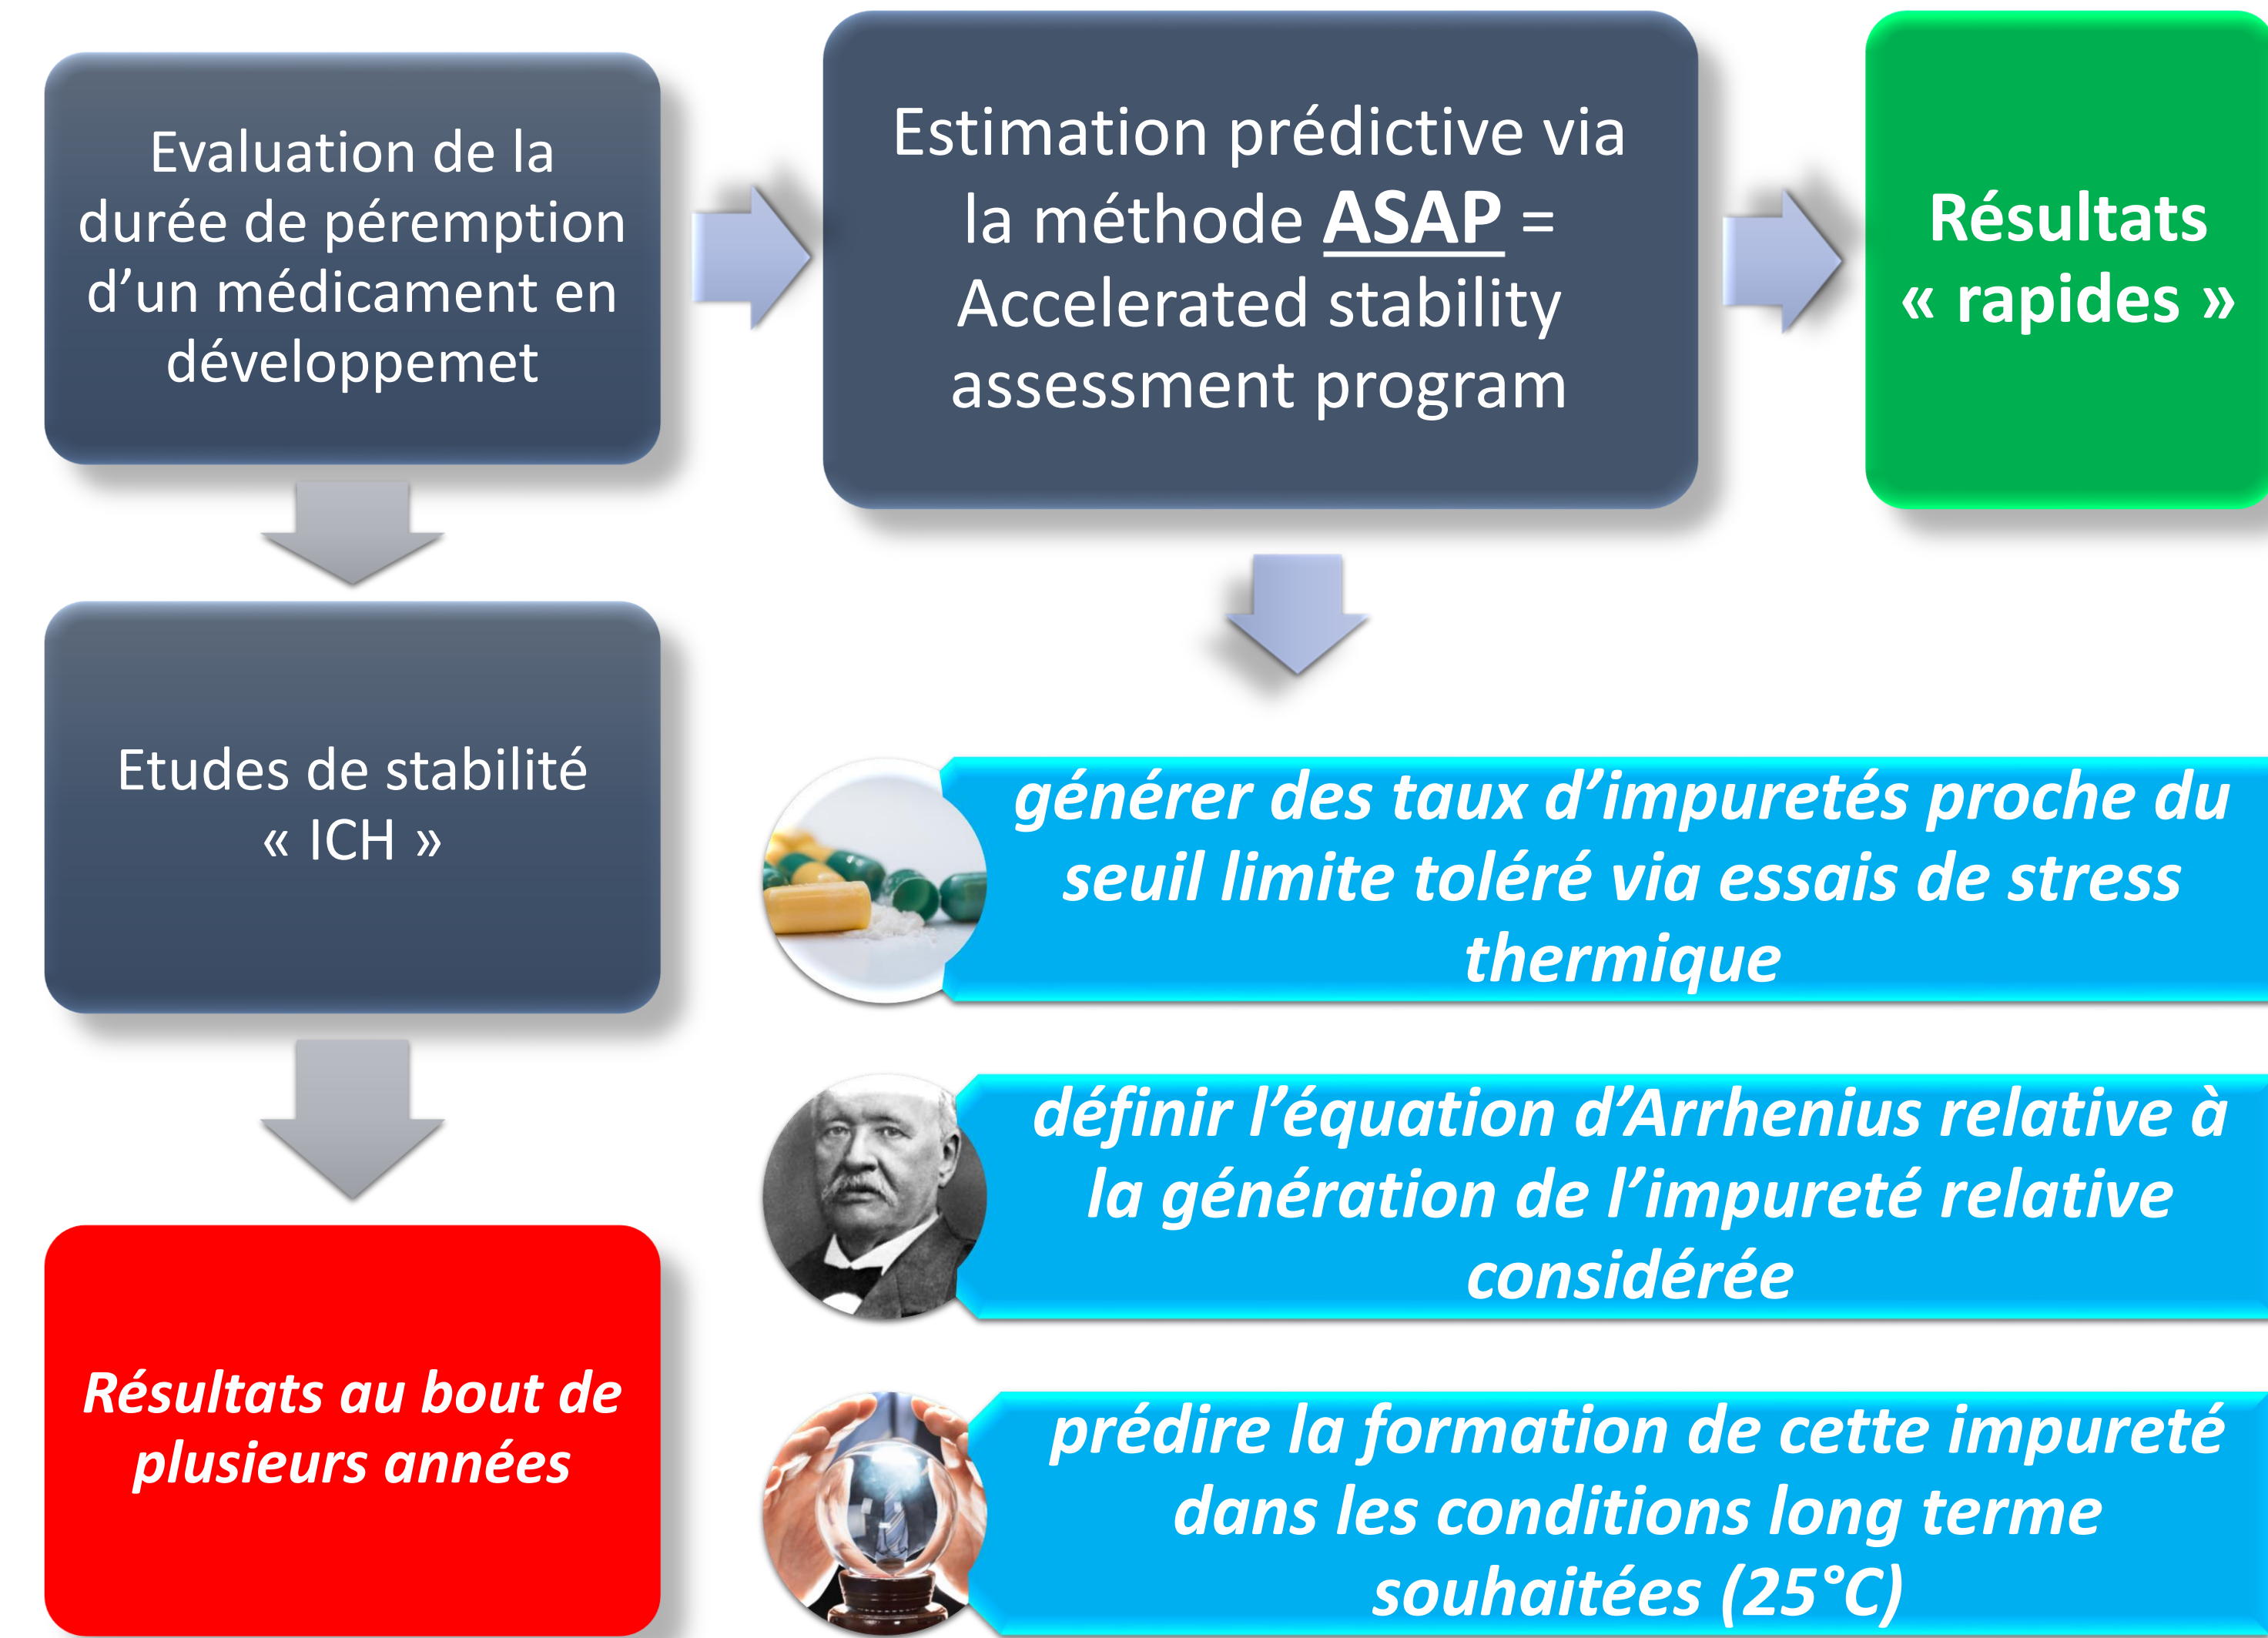 Evaluation de la
durée de péremption
d’un médicament en
développemet
Estimation prédictive via
la méthode ASAP =
Accelerated stability
assessment program
Résultats
« rapides »
Etudes de stabilité
« ICH »
Résultats au bout de
plusieurs années
générer des taux d’impuretés proche du
seuil limite toléré via essais de stress
thermique
définir l’équation d’Arrhenius relative à
la génération de l’impureté relative
considérée
prédire la formation de cette impureté
dans les conditions long terme
souhaitées (25°C)